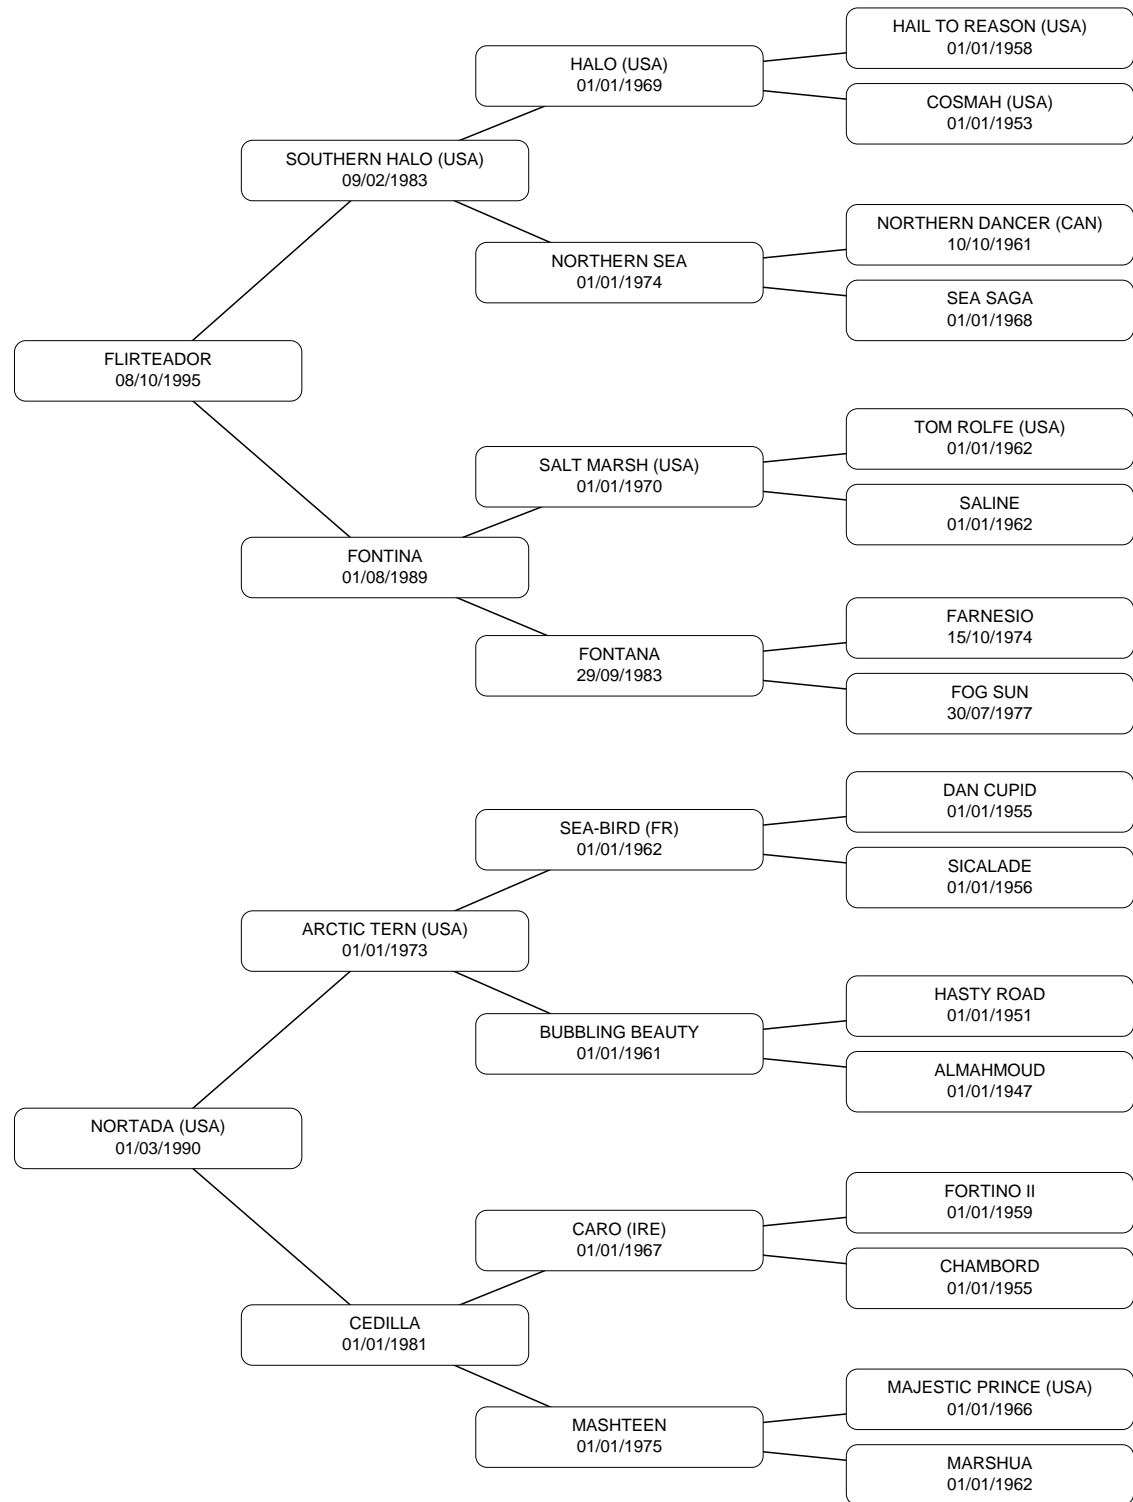 HAIL TO REASON (USA)
01/01/1958
HALO (USA)
01/01/1969
COSMAH (USA)
01/01/1953
SOUTHERN HALO (USA)
09/02/1983
NORTHERN DANCER (CAN)
10/10/1961
NORTHERN SEA
01/01/1974
SEA SAGA
01/01/1968
FLIRTEADOR
08/10/1995
TOM ROLFE (USA)
01/01/1962
SALT MARSH (USA)
01/01/1970
SALINE
01/01/1962
FONTINA
01/08/1989
FARNESIO
15/10/1974
FONTANA
29/09/1983
FOG SUN
30/07/1977
DAN CUPID
01/01/1955
SEA-BIRD (FR)
01/01/1962
SICALADE
01/01/1956
ARCTIC TERN (USA)
01/01/1973
HASTY ROAD
01/01/1951
BUBBLING BEAUTY
01/01/1961
ALMAHMOUD
01/01/1947
NORTADA (USA)
01/03/1990
FORTINO II
01/01/1959
CARO (IRE)
01/01/1967
CHAMBORD
01/01/1955
CEDILLA
01/01/1981
MAJESTIC PRINCE (USA)
01/01/1966
MASHTEEN
01/01/1975
MARSHUA
01/01/1962